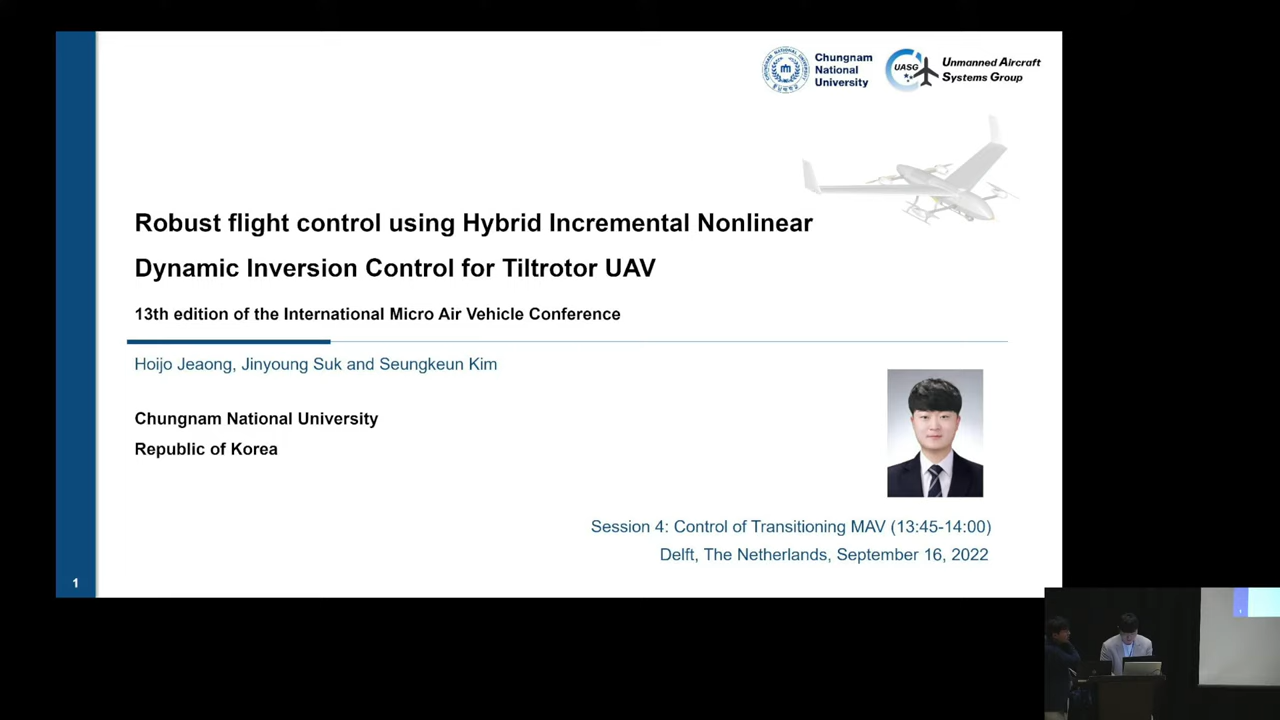 Chungnam
National
University
UASG
Unmanned Aircraft
Systems Group
Robust flight control using Hybrid Incremental Nonlinear
Dynamic Inversion Control for Tiltrotor UAV
13th edition of the International Micro Air Vehicle Conference
Hoijo Jeaong, Jinyoung Suk and Seungkeun Kim
Chungnam National University
Republic of Korea
Session 4: Control of Transitioning MAV (13:45-14:00)
Delft, The Netherlands, September 16, 2022
1